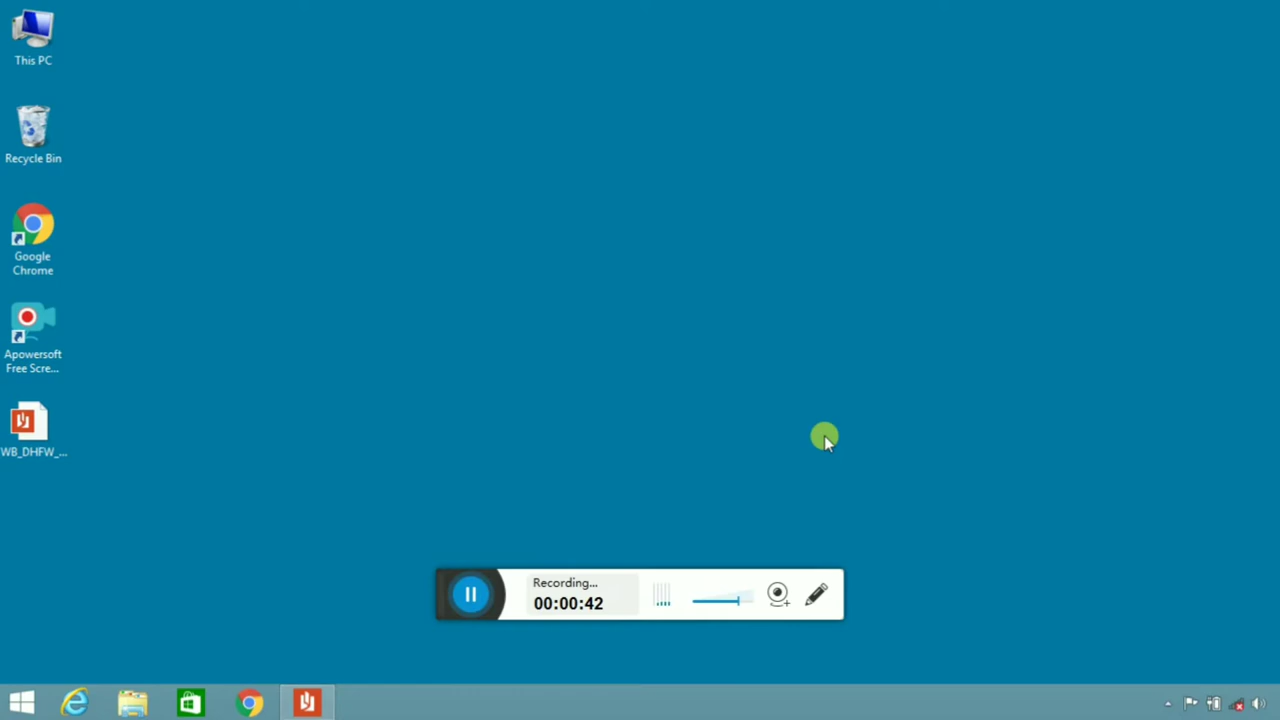 This PC
Recycle Bin
Google
Chrome
Apowersoft
Free Scre...
WB_DHFW_...
Recording...
00:00:42